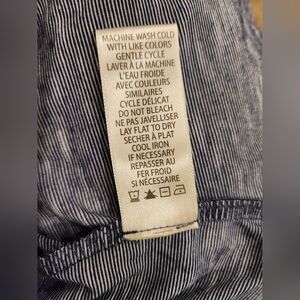 MACHINE WASH COLD
WITH LIKE COLORS
GENTLE CYCLE
LAVER À LA MACHINE
L'EAU FROIDE
AVEC COULEURS
SIMILAIRES
CYCLE DÉLICAT
DO NOT BLEACH
NE PAS JAVELLISER
LAY FLAT TO DRY
SECHER À PLAT
COOL IRON
IF NECESSARY
REPASSER AU
FER FROID
SI NÉCESSAIRE